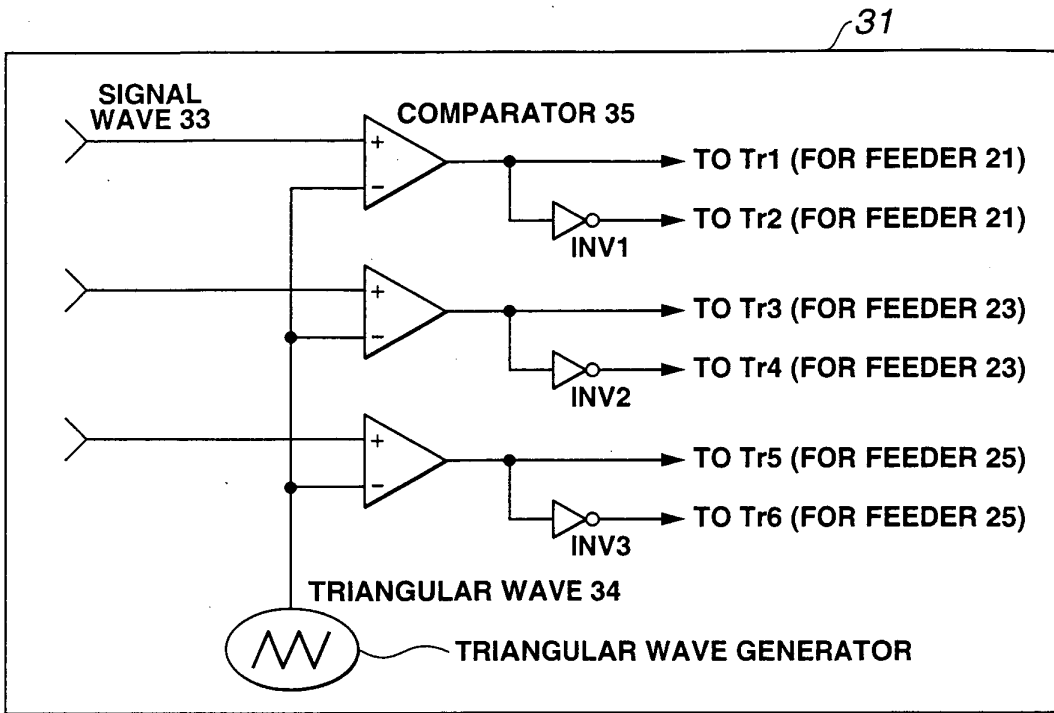 31
SIGNAL
WAVE 33
COMPARATOR 35
+
−
TO Tr1 (FOR FEEDER 21)
TO Tr2 (FOR FEEDER 21)
INV1
+
−
TO Tr3 (FOR FEEDER 23)
TO Tr4 (FOR FEEDER 23)
INV2
+
−
TO Tr5 (FOR FEEDER 25)
TO Tr6 (FOR FEEDER 25)
INV3
TRIANGULAR WAVE 34
TRIANGULAR WAVE GENERATOR